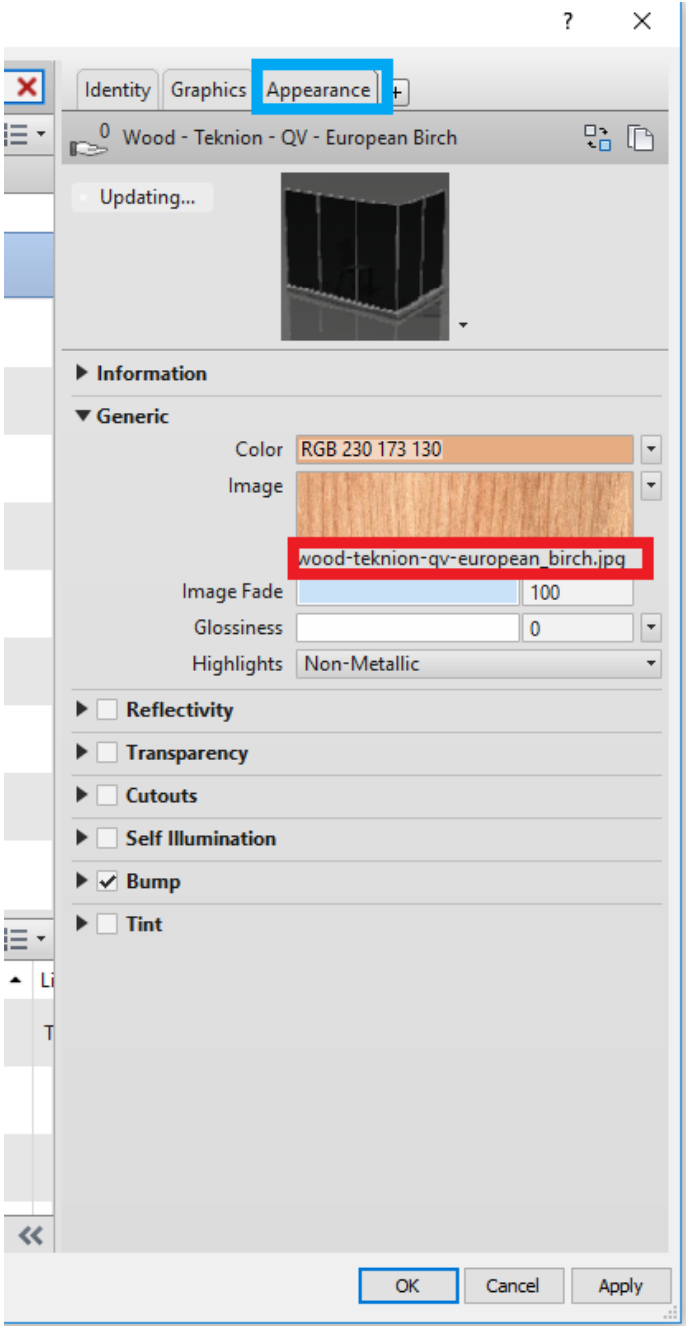 ?
Identity Graphics Appearance +
0 Wood - Teknion - QV - European Birch
Updating...
Information
Generic
Color RGB 230 173 130
Image
wood-teknion-qv-european_birch.jpg
Image Fade 100
Glossiness 0
Highlights Non-Metallic
Reflectivity
Transparency
Cutouts
Self Illumination
Bump
Tint
Li
T
OK Cancel Apply